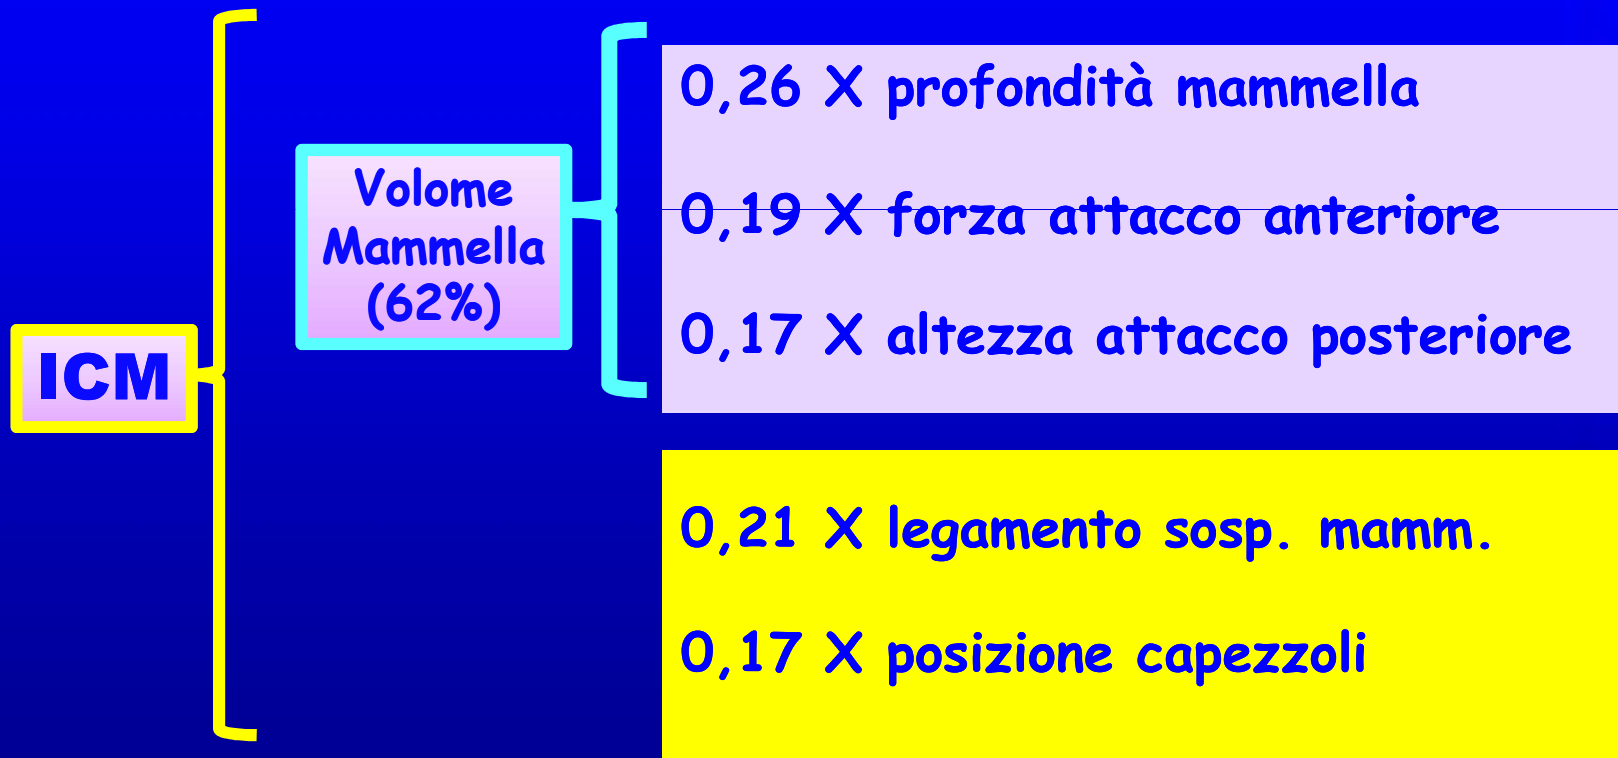 ICM
Volome
Mammella
(62%)
0,26 X profondità mammella
0,19 X forza attacco anteriore
0,17 X altezza attacco posteriore
0,21 X legamento sosp. mamm.
0,17 X posizione capezzoli